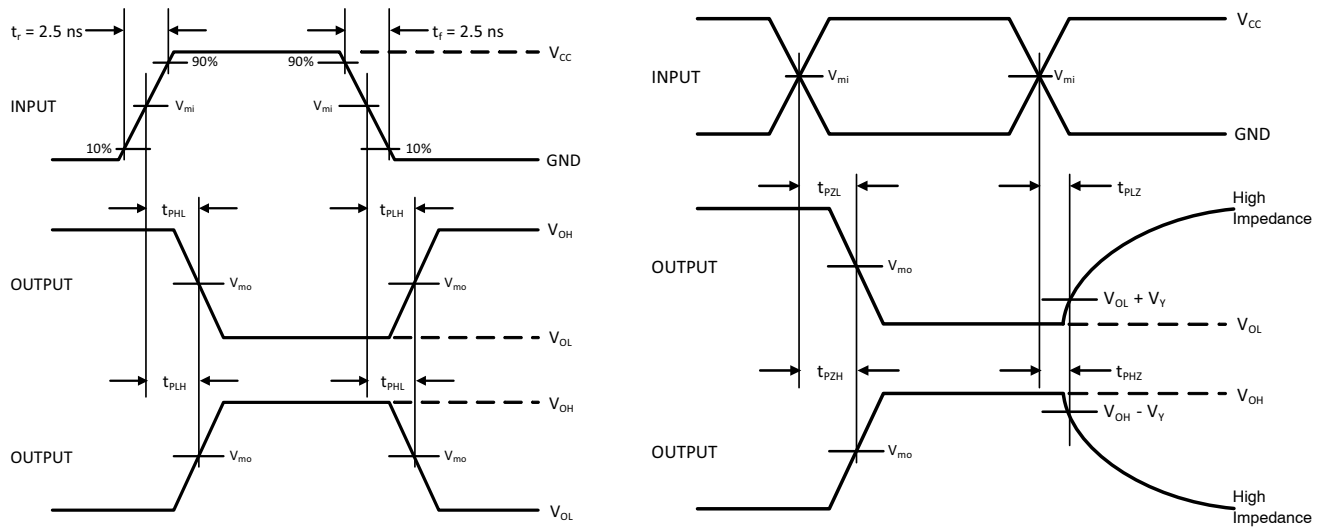 tr = 2.5 ns
tf = 2.5 ns
90%
90%
VCC
INPUT
Vmi
Vmi
10%
10%
GND
tPHL
tPLH
VOH
OUTPUT
Vmo
Vmo
VOL
tPLH
tPHL
VOH
OUTPUT
Vmo
VOL
VCC
INPUT
Vmi
Vmi
GND
tPZL
tPLZ
High
Impedance
OUTPUT
Vmo
VOL + VY
VOL
tPZH
tPHZ
VOH
VOH - VY
OUTPUT
Vmo
High
Impedance